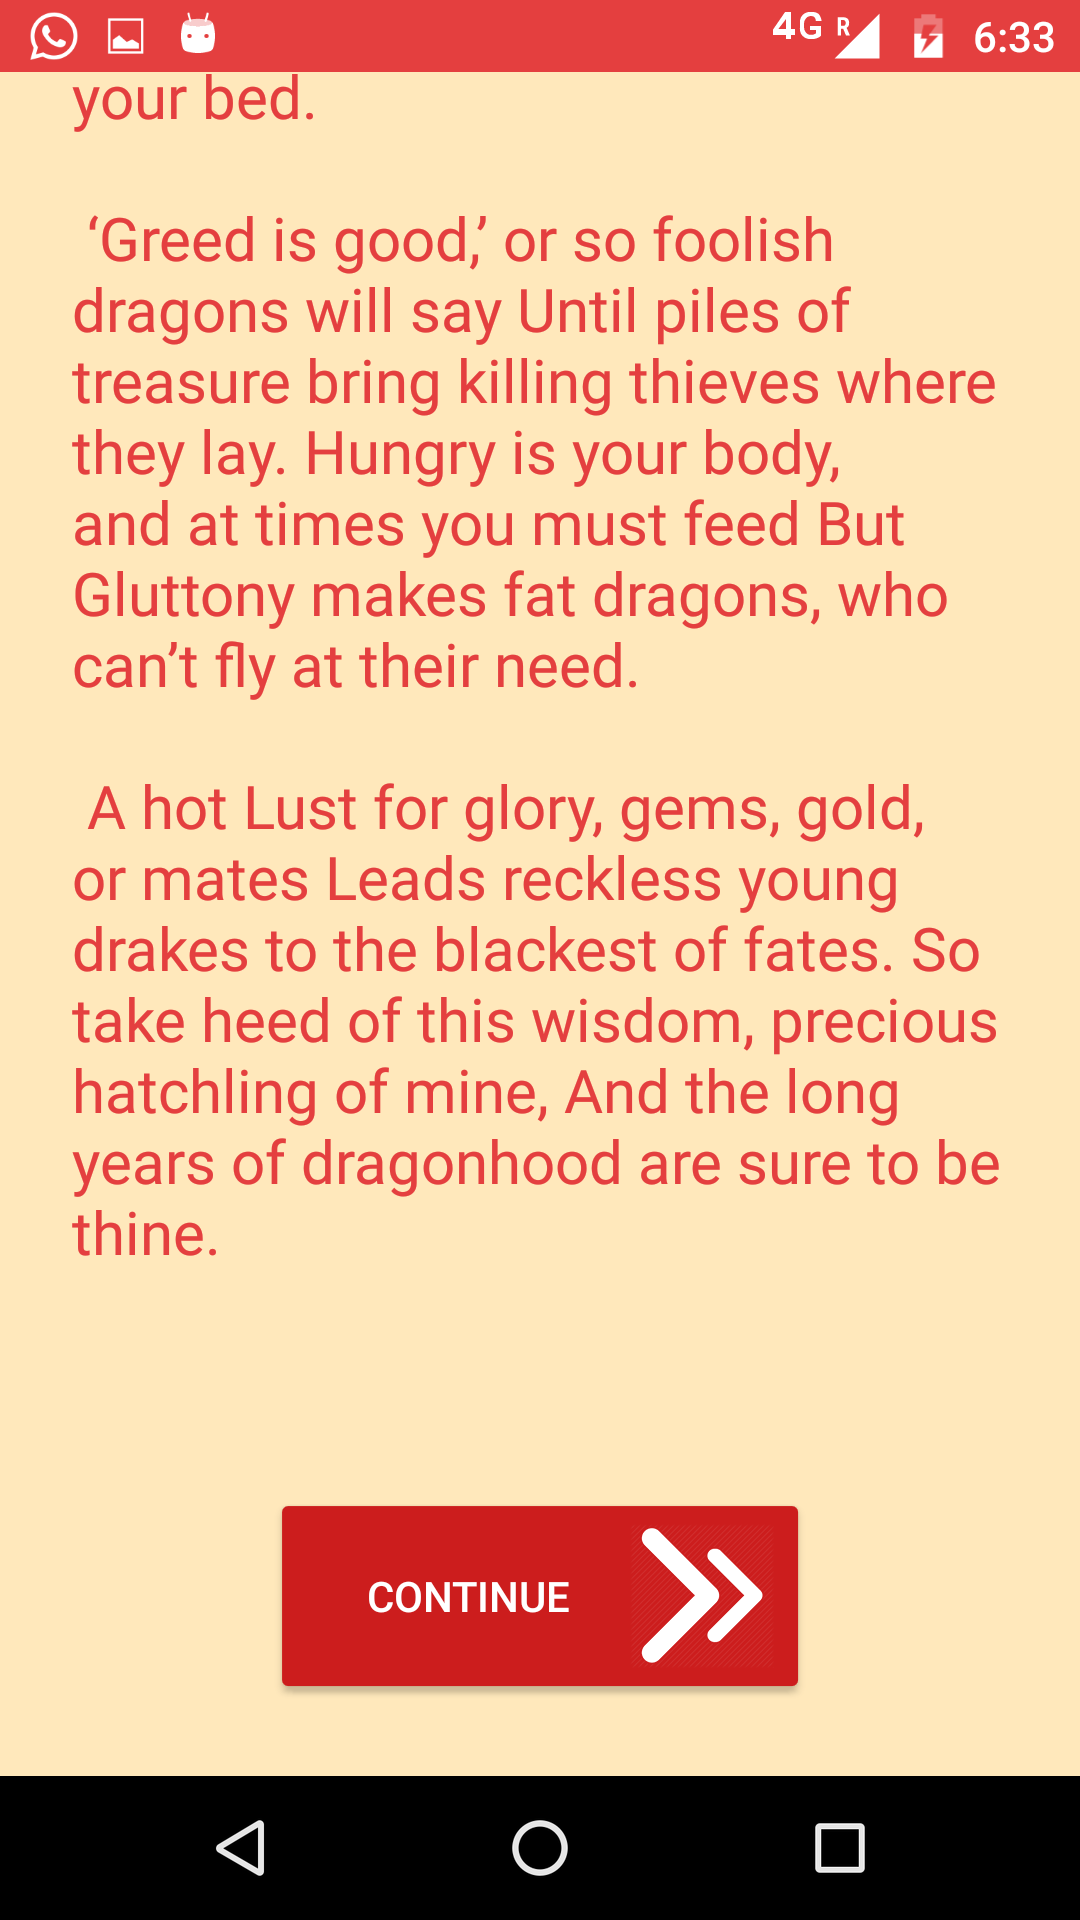 4G R 6:33
your bed.
‘Greed is good,’ or so foolish
dragons will say Until piles of
treasure bring killing thieves where
they lay. Hungry is your body,
and at times you must feed But
Gluttony makes fat dragons, who
can’t fly at their need.
A hot Lust for glory, gems, gold,
or mates Leads reckless young
drakes to the blackest of fates. So
take heed of this wisdom, precious
hatchling of mine, And the long
years of dragonhood are sure to be
thine.
CONTINUE